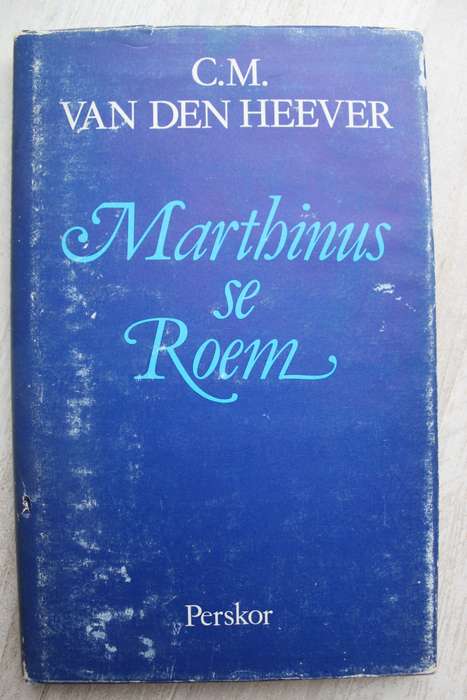 C.M.
VAN DEN HEEVER
Marthinus
se
Roem
Perskor